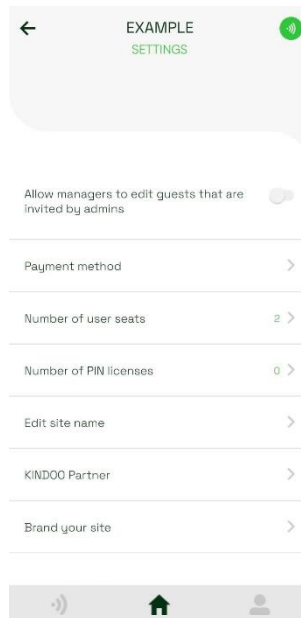 EXAMPLE
SETTINGS
Allow managers to edit guests that are
invited by admins
Payment method
Number of user seats 2
Number of PIN licenses 0
Edit site name
KINDOO Partner
Brand your site